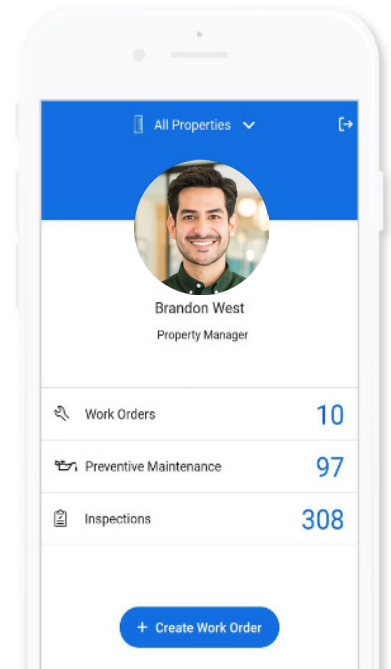 All Properties
Brandon West
Property Manager
Work Orders 10
Preventive Maintenance 97
Inspections 308
+ Create Work Order